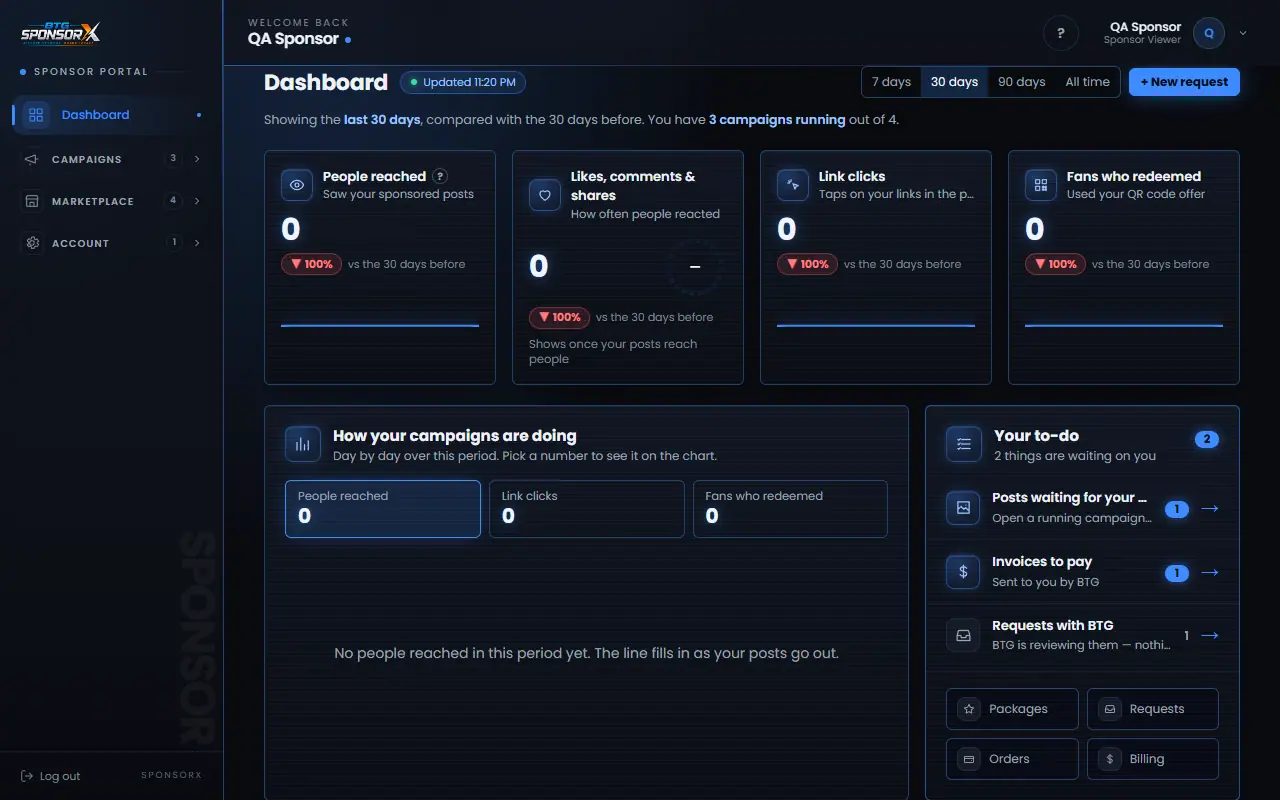 BTG
SPONSORX
SPONSOR PORTAL
Dashboard
CAMPAIGNS 3
MARKETPLACE 4
ACCOUNT 1
SPONSOR
Log out
SPONSORX
WELCOME BACK
QA Sponsor
?
QA Sponsor
Sponsor Viewer
Q
Dashboard
Updated 11:20 PM
7 days
30 days
90 days
All time
+ New request
Showing the last 30 days, compared with the 30 days before. You have 3 campaigns running out of 4.
People reached ?
Saw your sponsored posts
0
▼ 100% vs the 30 days before
Likes, comments &
shares
How often people reacted
0
–
▼ 100% vs the 30 days before
Shows once your posts reach
people
Link clicks
Taps on your links in the p…
0
▼ 100% vs the 30 days before
Fans who redeemed
Used your QR code offer
0
▼ 100% vs the 30 days before
How your campaigns are doing
Day by day over this period. Pick a number to see it on the chart.
People reached
0
Link clicks
0
Fans who redeemed
0
No people reached in this period yet. The line fills in as your posts go out.
Your to-do
2 things are waiting on you
2
Posts waiting for your …
Open a running campaign…
1 →
Invoices to pay
Sent to you by BTG
1 →
Requests with BTG
BTG is reviewing them — nothi…
1 →
Packages
Requests
Orders
Billing